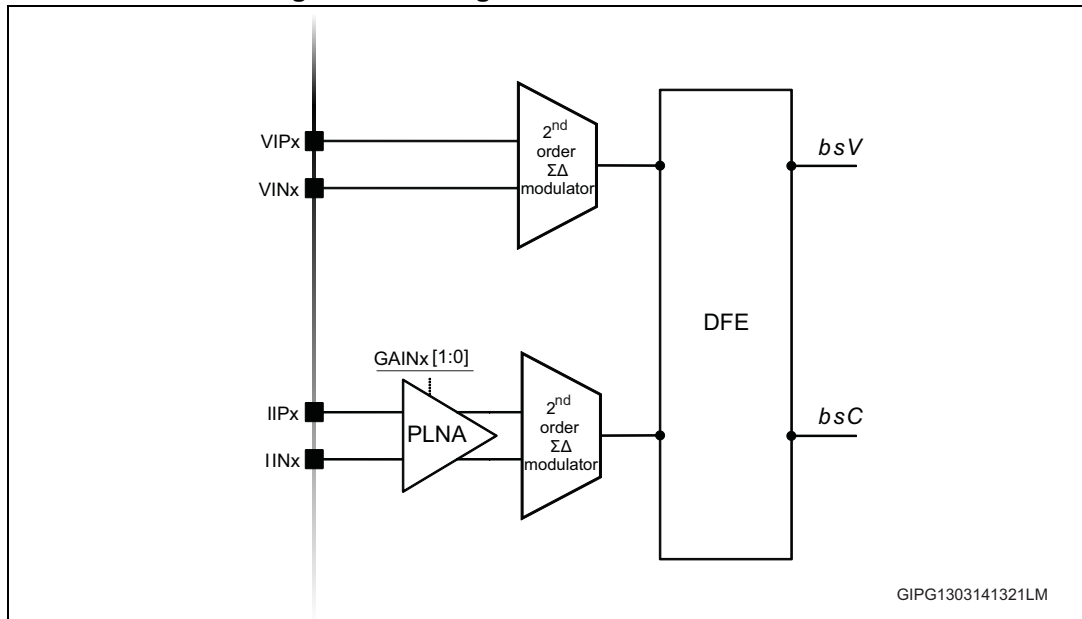 VIPx
VINx
2nd
order
ΣΔ
modulator
bsV
DFE
GAINx [1:0]
IIPx
IINx
PLNA
2nd
order
ΣΔ
modulator
bsC
GIPG1303141321LM